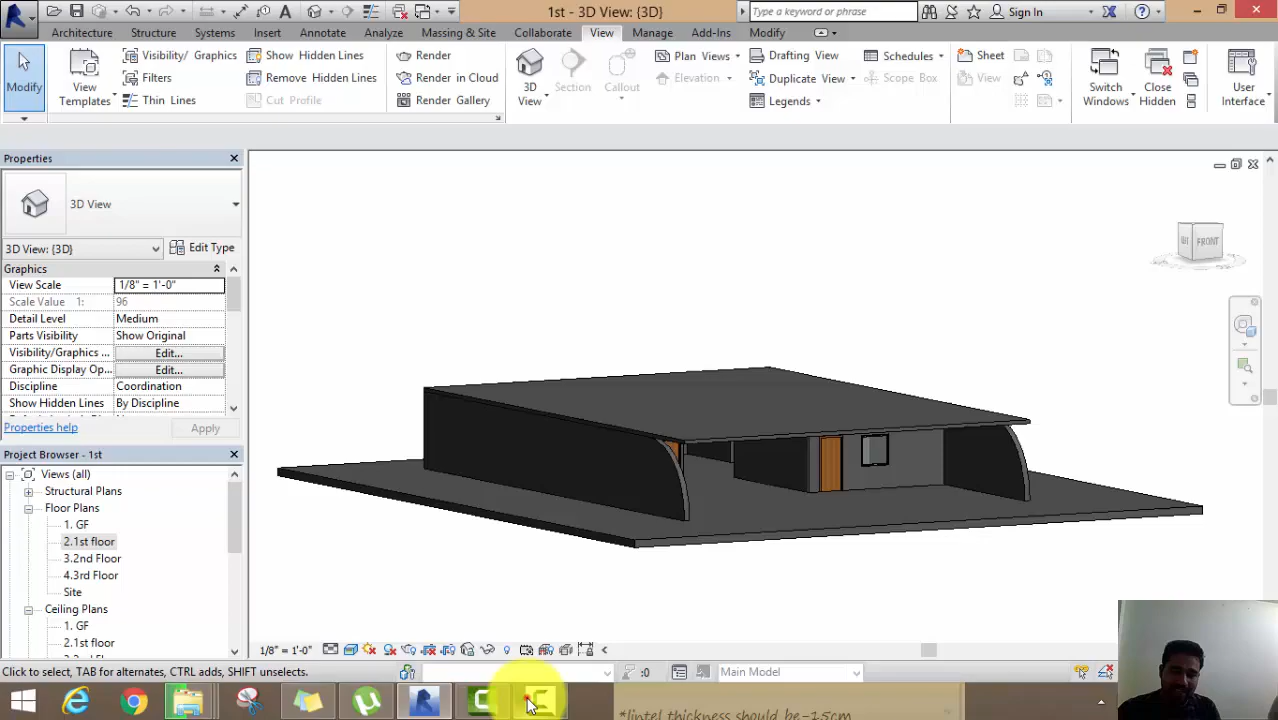 1st - 3D View: {3D}
Type a keyword or phrase
Sign In
Architecture Structure Systems Insert Annotate Analyze Massing & Site Collaborate View Manage Add-Ins Modify
Modify
View Templates
Visibility/ Graphics
Filters
Thin Lines
Show Hidden Lines
Remove Hidden Lines
Cut Profile
Render
Render in Cloud
Render Gallery
3D View
Section
Callout
Plan Views
Elevation
Drafting View
Duplicate View
Legends
Schedules
Scope Box
Sheet
View
Switch Windows
Close Hidden
User Interface
Properties
3D View
3D View: {3D}
Edit Type
Graphics
View Scale 1/8" = 1'-0"
Scale Value 1: 96
Detail Level Medium
Parts Visibility Show Original
Visibility/Graphics ... Edit...
Graphic Display Op... Edit...
Discipline Coordination
Show Hidden Lines By Discipline
Properties help
Apply
Project Browser - 1st
Views (all)
Structural Plans
Floor Plans
1. GF
2.1st floor
3.2nd Floor
4.3rd Floor
Site
Ceiling Plans
1. GF
2.1st floor
FRONT
1/8" = 1'-0"
Click to select, TAB for alternates, CTRL adds, SHIFT unselects.
:0
Main Model
*lintel thickness should be-15cm